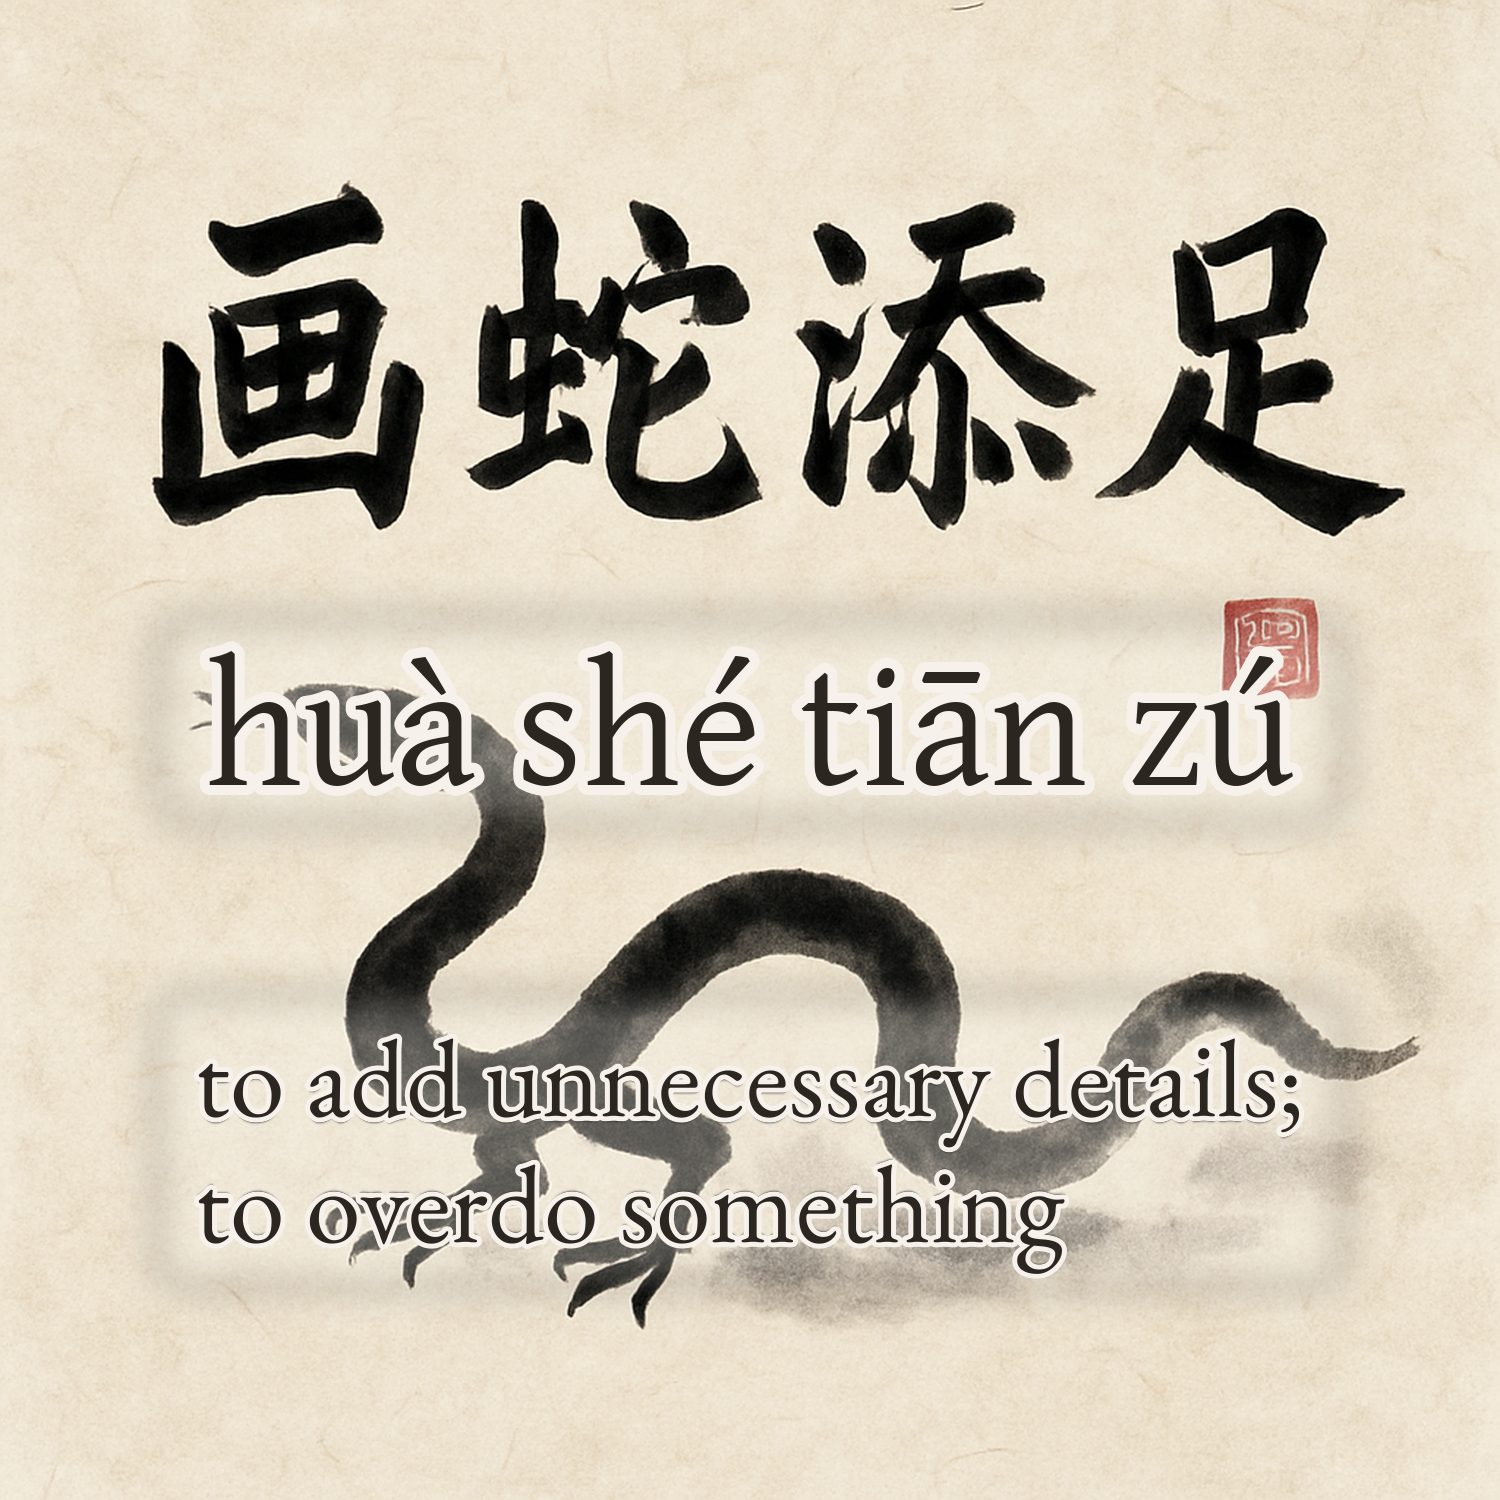 画蛇添足
huà shé tiān zú
to add unnecessary details;
to overdo something